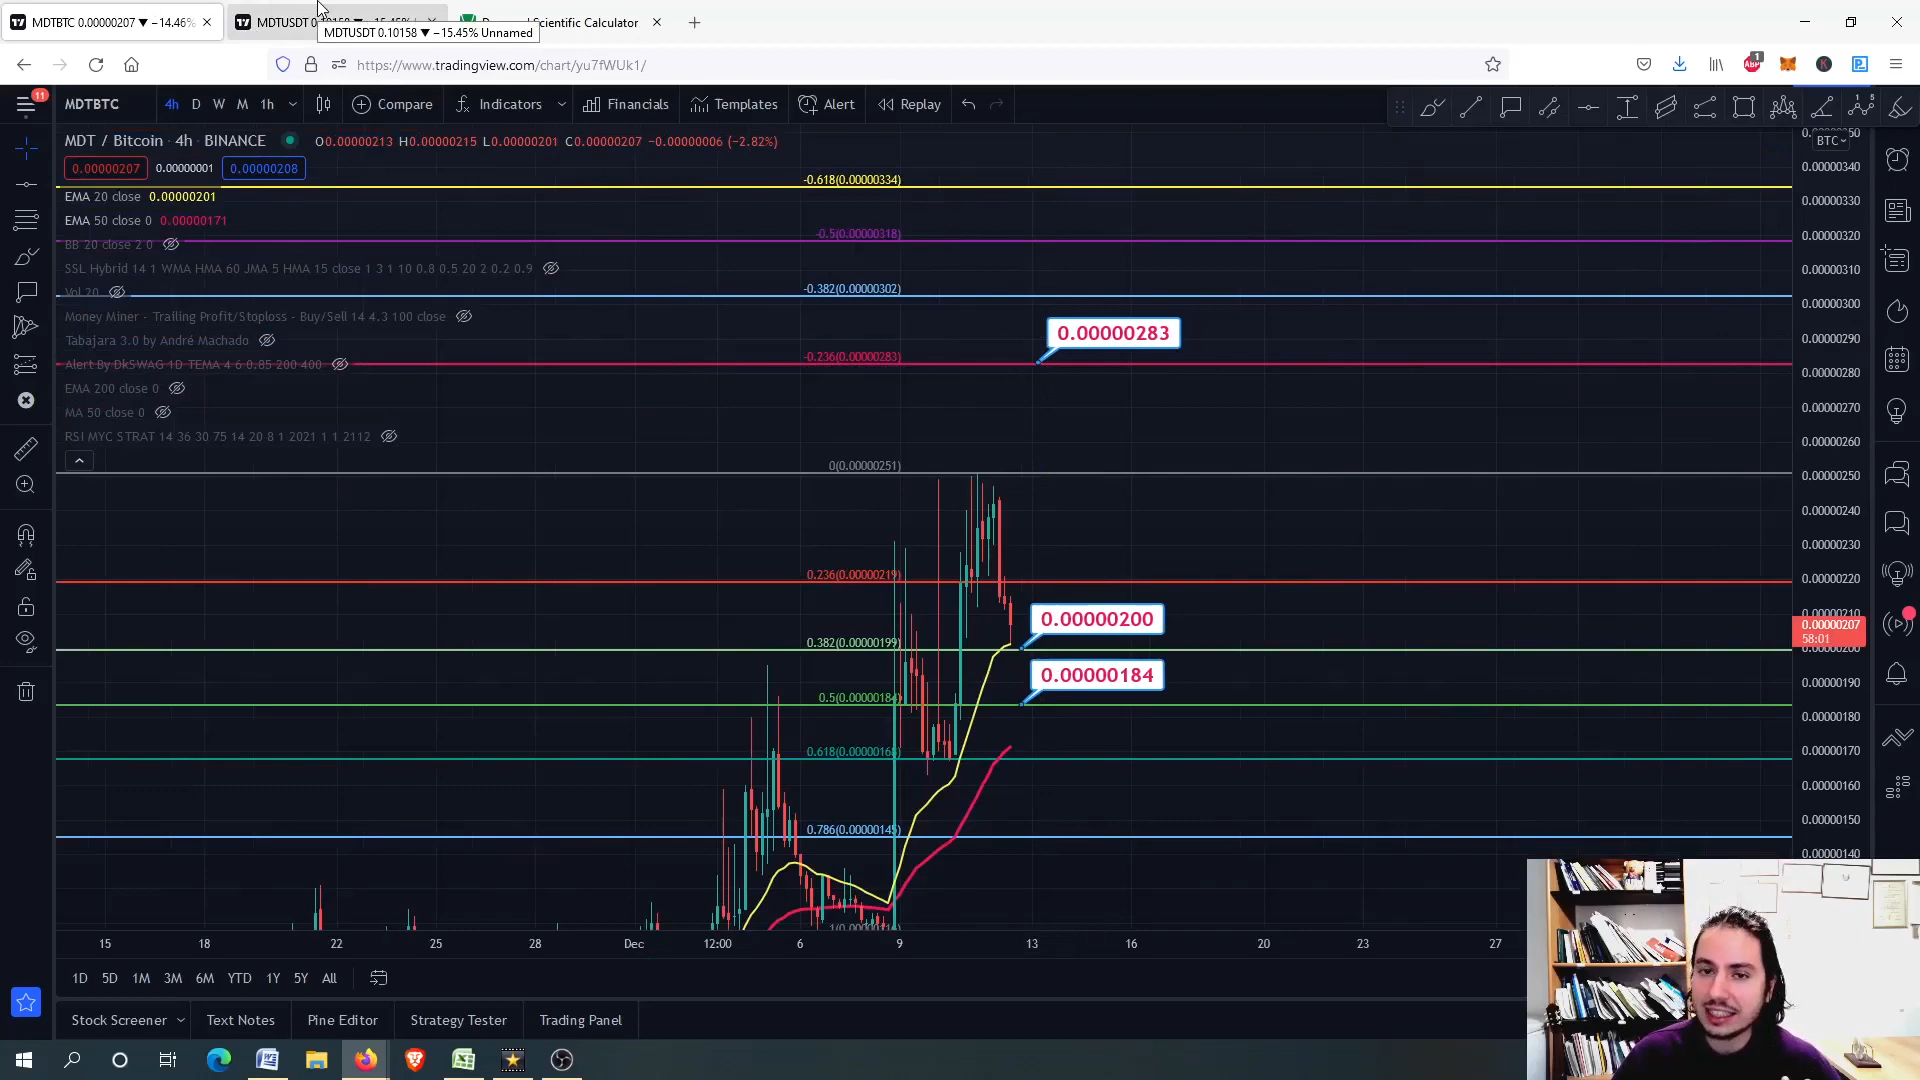 MDTBTC 0.00000207 ▼ −14.46%
MDTUSDT
Scientific Calculator
MDTUSDT 0.10158 ▼ −15.45% Unnamed
https://www.tradingview.com/chart/yu7fWUk1/
1
11
MDTBTC
4h D W M 1h
Compare
Indicators
Financials
Templates
Alert
Replay
MDT / Bitcoin · 4h · BINANCE
O0.00000213 H0.00000215 L0.00000201 C0.00000207 −0.00000006 (−2.82%)
0.00000207 0.00000001 0.00000208
EMA 20 close 0.00000201
EMA 50 close 0 0.00000171
BB 20 close 2 0
SSL Hybrid 14 1 WMA HMA 60 JMA 5 HMA 15 close 1 3 1 10 0.8 0.5 20 2 0.2 0.9
Vol 20
Money Miner - Trailing Profit/Stoploss - Buy/Sell 14 4.3 100 close
Tabajara 3.0 by André Machado
Alert By DkSWAG 1D TEMA 4 6 0.85 200 400
EMA 200 close 0
MA 50 close 0
RSI MYC STRAT 14 36 30 75 14 20 8 1 2021 1 1 2112
-0.618(0.00000334)
-0.5(0.00000318)
-0.382(0.00000302)
-0.236(0.00000283)
0.00000283
0(0.00000251)
0.236(0.00000219)
0.382(0.00000199)
0.00000200
0.5(0.00000184)
0.00000184
0.618(0.00000168)
0.786(0.00000145)
BTC
0.00000340
0.00000330
0.00000320
0.00000310
0.00000300
0.00000290
0.00000280
0.00000270
0.00000260
0.00000250
0.00000240
0.00000230
0.00000220
0.00000210
0.00000207
58:01
0.00000200
0.00000190
0.00000180
0.00000170
0.00000160
0.00000150
0.00000140
15 18 22 25 28 Dec 12:00 6 9 13 16 20 23 27
1D 5D 1M 3M 6M YTD 1Y 5Y All
Stock Screener
Text Notes
Pine Editor
Strategy Tester
Trading Panel